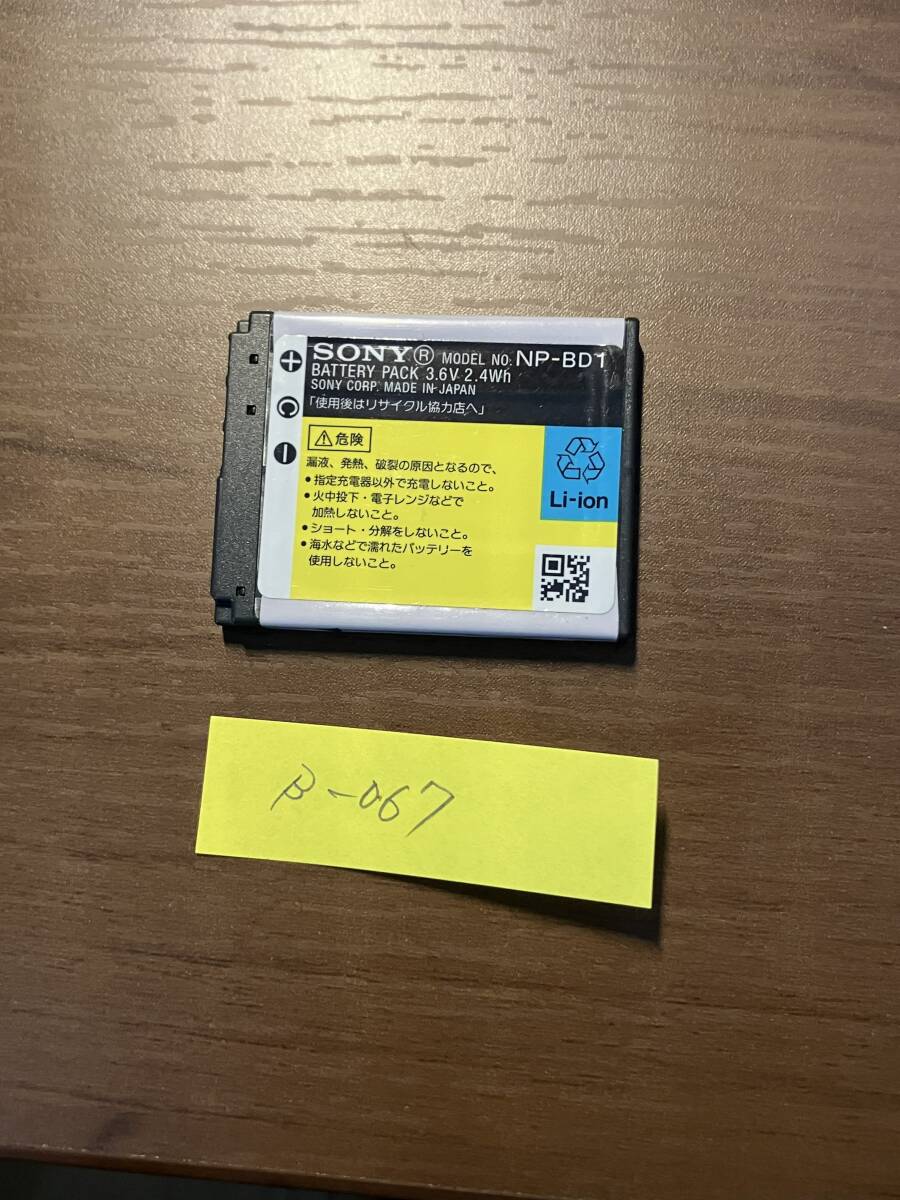 SONY® MODEL NO. NP-BD1
BATTERY PACK 3.6V 2.4Wh
SONY CORP. MADE IN JAPAN
「使用後はリサイクル協力店へ」
⚠危険
漏液、発熱、破裂の原因となるので、
•指定充電器以外で充電しないこと。
•火中投下・電子レンジなどで
加熱しないこと。
•ショート・分解をしないこと。
•海水などで濡れたバッテリーを
使用しないこと。
Li-ion
+
C
−
B-067